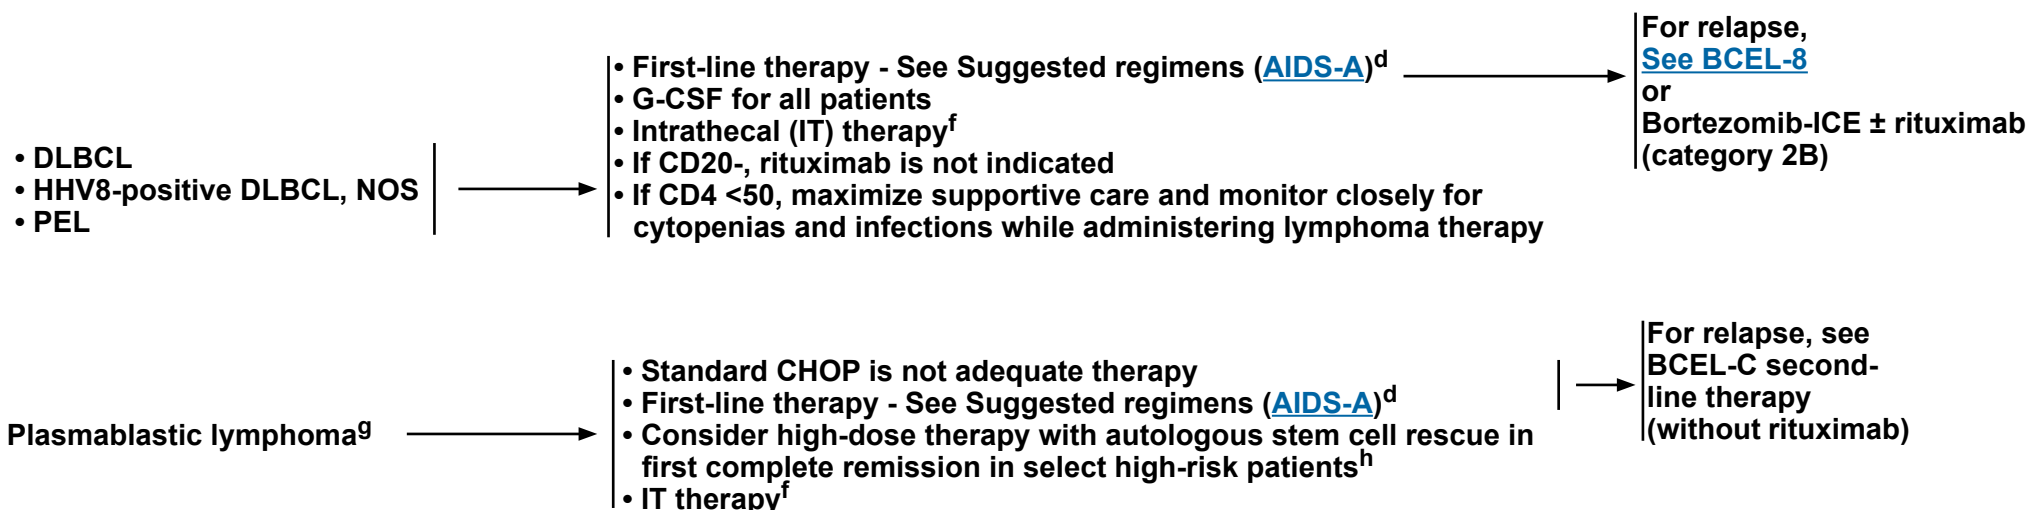 • DLBCL
• HHV8-positive DLBCL, NOS
• PEL
• First-line therapy - See Suggested regimens (AIDS-A)d
• G-CSF for all patients
• Intrathecal (IT) therapyf
• If CD20-, rituximab is not indicated
• If CD4 <50, maximize supportive care and monitor closely for
cytopenias and infections while administering lymphoma therapy
For relapse,
See BCEL-8
or
Bortezomib-ICE ± rituximab
(category 2B)
Plasmablastic lymphomag
• Standard CHOP is not adequate therapy
• First-line therapy - See Suggested regimens (AIDS-A)d
• Consider high-dose therapy with autologous stem cell rescue in
first complete remission in select high-risk patientsh
• IT therapyf
For relapse, see
BCEL-C second-
line therapy
(without rituximab)